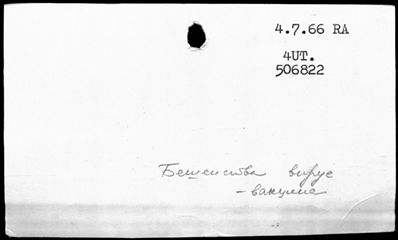 4.7.66 RA
4UT.
506822
Бешенства вирус
- вакцина